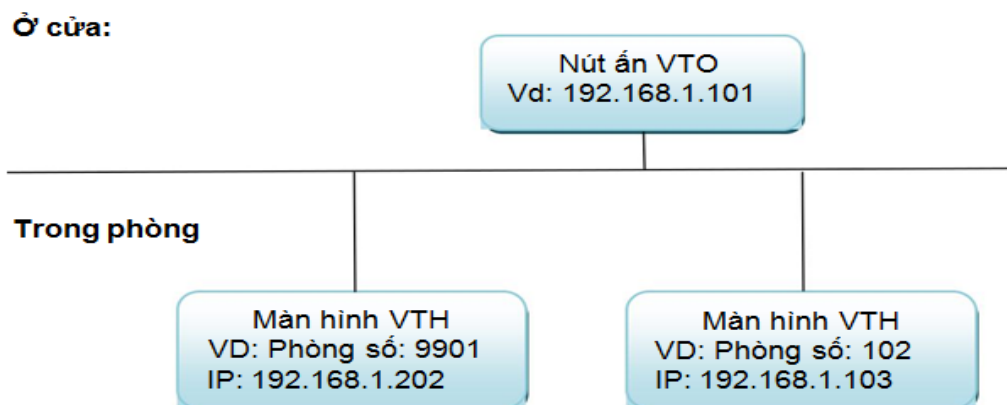 Ở cửa:
Nút ấn VTO
Vd: 192.168.1.101
Trong phòng
Màn hình VTH
VD: Phòng số: 9901
IP: 192.168.1.202
Màn hình VTH
VD: Phòng số: 102
IP: 192.168.1.103